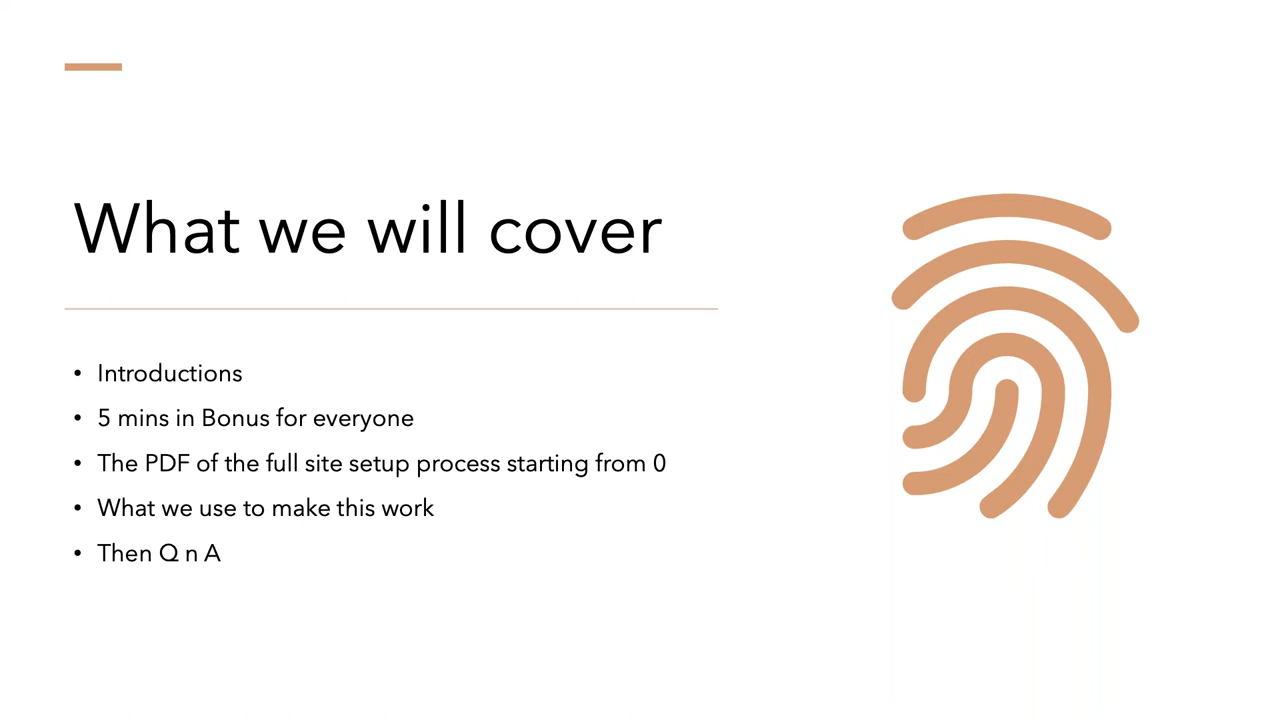 What we will cover
• Introductions
• 5 mins in Bonus for everyone
• The PDF of the full site setup process starting from 0
• What we use to make this work
• Then Q n A